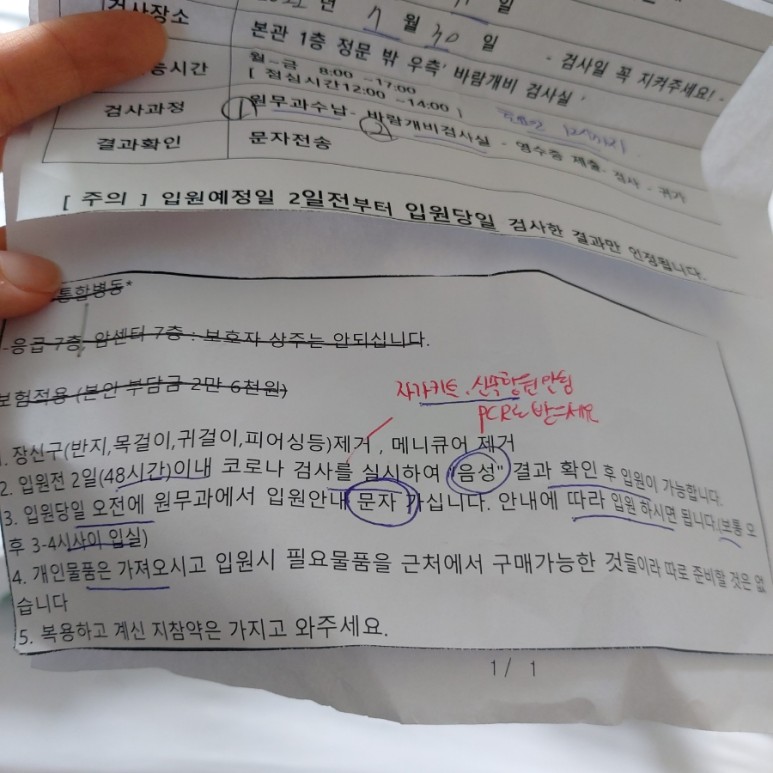 년 7 월 30 일
검사장소 본관 1층 정문 밖 우측' 바람개비 검사실' - 검사일 꼭 지켜주세요! -
능시간 월~금 8:00 ~17:00
[ 점심시간12:00 ~14:00 ]
검사과정 ① 원무과수납- ② 바람개비검사실 - 영수증 제출- 검사 - 귀가
결과확인 문자전송
[ 주의 ] 입원예정일 2일전부터 입원당일 검사한 결과만 인정됩니다.
통합병동*
-응급 7층, 암센터 7층 : 보호자 상주는 안되십니다.
보험적용 (본인 부담금 2만 6천원)
자가키트, 신속항원 안됨
PCR로 받으세요
1. 장신구(반지,목걸이,귀걸이,피어싱등)제거 , 메니큐어 제거
2. 입원전 2일(48시간)이내 코로나 검사를 실시하여 "음성" 결과 확인 후 입원이 가능합니다.
3. 입원당일 오전에 원무과에서 입원안내 문자 가십니다. 안내에 따라 입원 하시면 됩니다.(보통 오
후 3-4시사이 입실)
4. 개인물품은 가져오시고 입원시 필요물품을 근처에서 구매가능한 것들이라 따로 준비할 것은 없
습니다
5. 복용하고 계신 지참약은 가지고 와주세요.
1/ 1